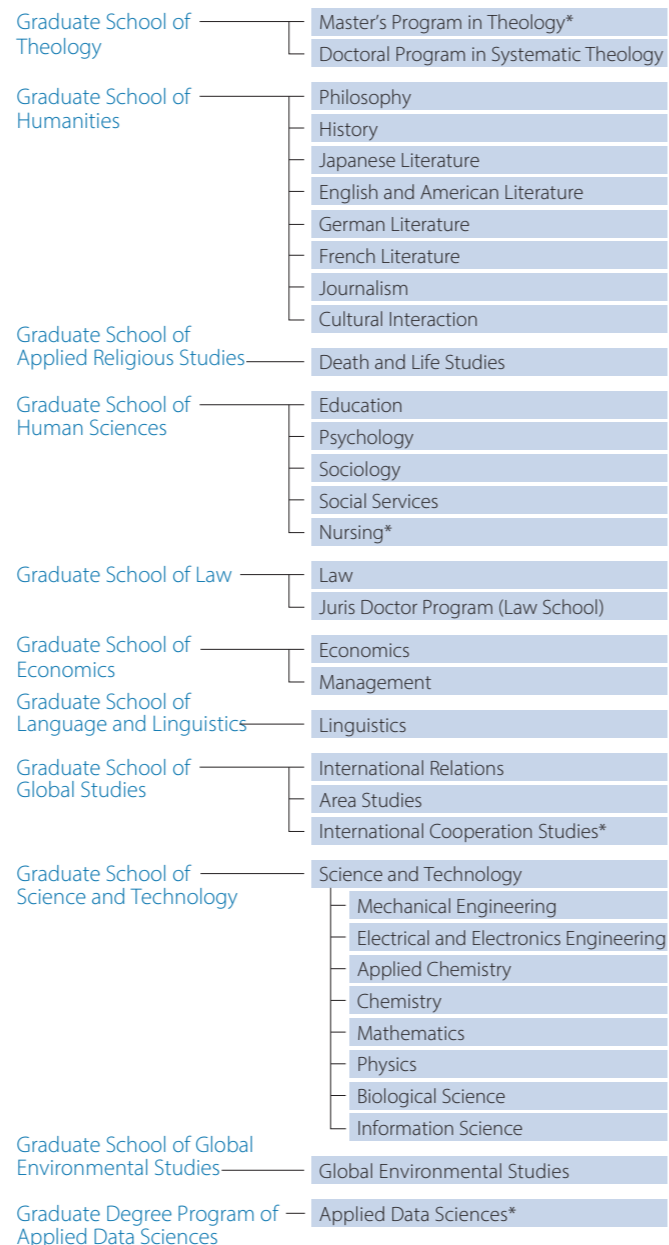 Graduate School of
Theology
Master's Program in Theology*
Doctoral Program in Systematic Theology
Graduate School of
Humanities
Philosophy
History
Japanese Literature
English and American Literature
German Literature
French Literature
Journalism
Cultural Interaction
Graduate School of
Applied Religious Studies
Death and Life Studies
Graduate School of
Human Sciences
Education
Psychology
Sociology
Social Services
Nursing*
Graduate School of Law
Law
Juris Doctor Program (Law School)
Graduate School of
Economics
Economics
Management
Graduate School of
Language and Linguistics
Linguistics
Graduate School of
Global Studies
International Relations
Area Studies
International Cooperation Studies*
Graduate School of
Science and Technology
Science and Technology
Mechanical Engineering
Electrical and Electronics Engineering
Applied Chemistry
Chemistry
Mathematics
Physics
Biological Science
Information Science
Graduate School of Global
Environmental Studies
Global Environmental Studies
Graduate Degree Program of
Applied Data Sciences
Applied Data Sciences*